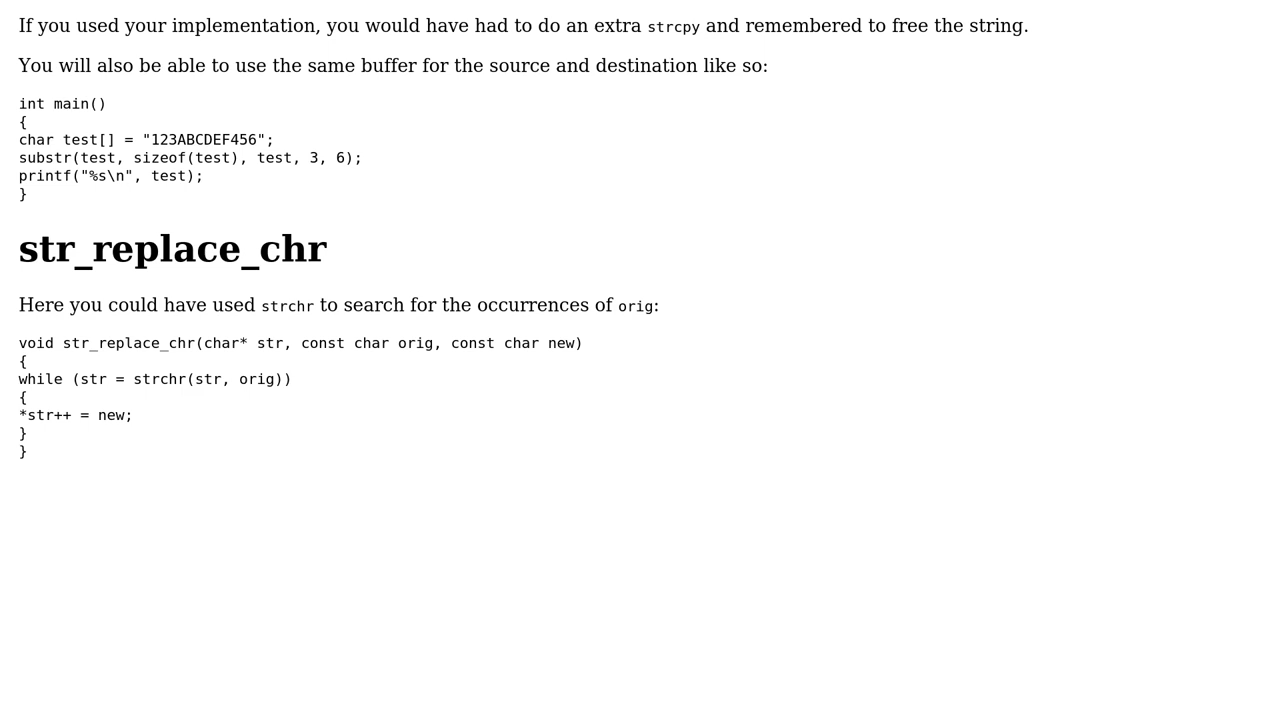 If you used your implementation, you would have had to do an extra strcpy and remembered to free the string.
You will also be able to use the same buffer for the source and destination like so:
int main()
{
char test[] = "123ABCDEF456";
substr(test, sizeof(test), test, 3, 6);
printf("%s\n", test);
}
str_replace_chr
Here you could have used strchr to search for the occurrences of orig:
void str_replace_chr(char* str, const char orig, const char new)
{
while (str = strchr(str, orig))
{
*str++ = new;
}
}